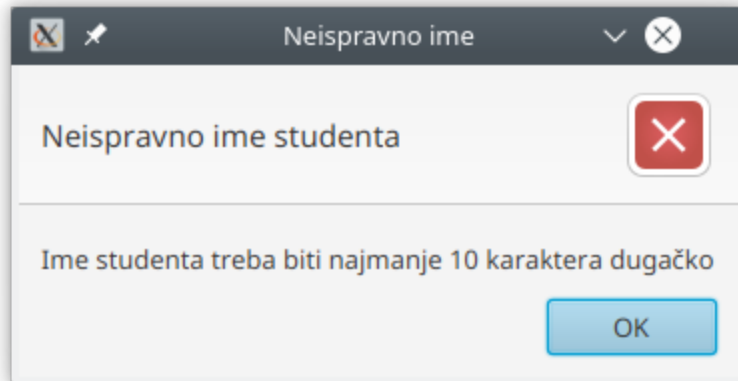 Neispravno ime
Neispravno ime studenta
Ime studenta treba biti najmanje 10 karaktera dugačko
OK